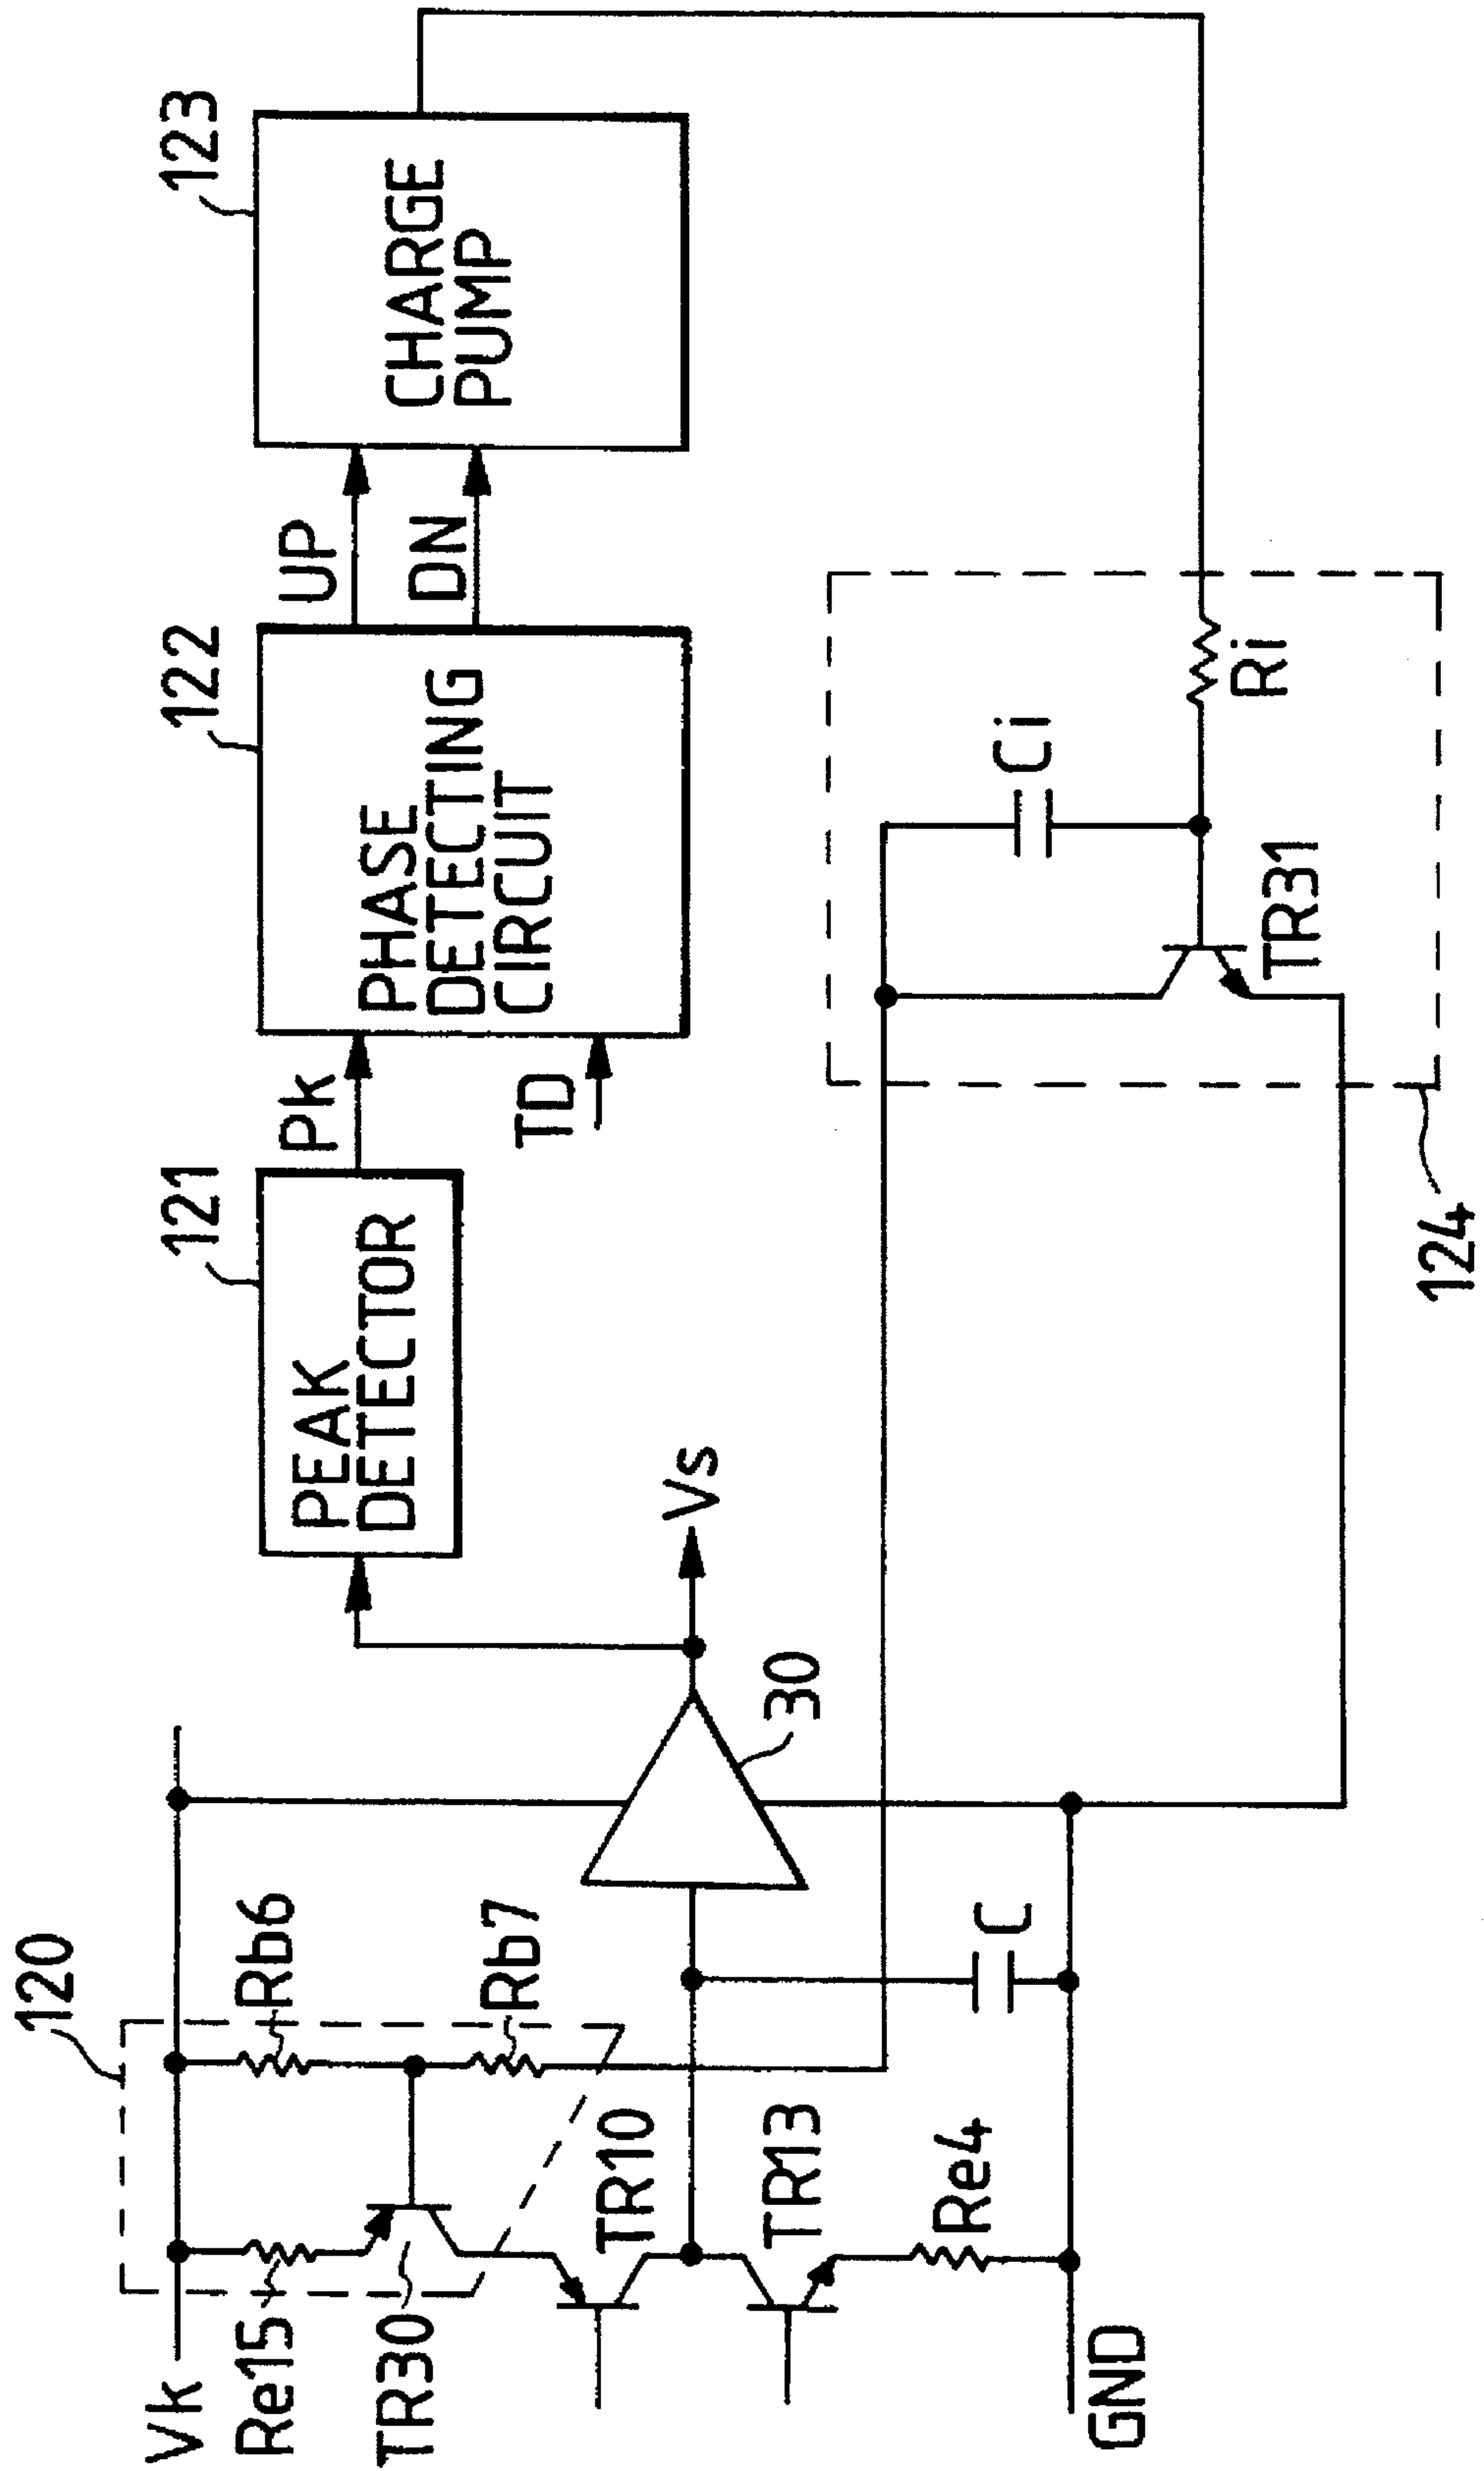 120
Vk
Re15
TR30
Rb6
Rb7
TR10
TR13
Re4
GND
C
30
Vs
121
PEAK
DETECTOR
Pk
TD
122
PHASE
DETECTING
CIRCUIT
UP
DN
123
CHARGE
PUMP
124
TR31
Ci
Ri